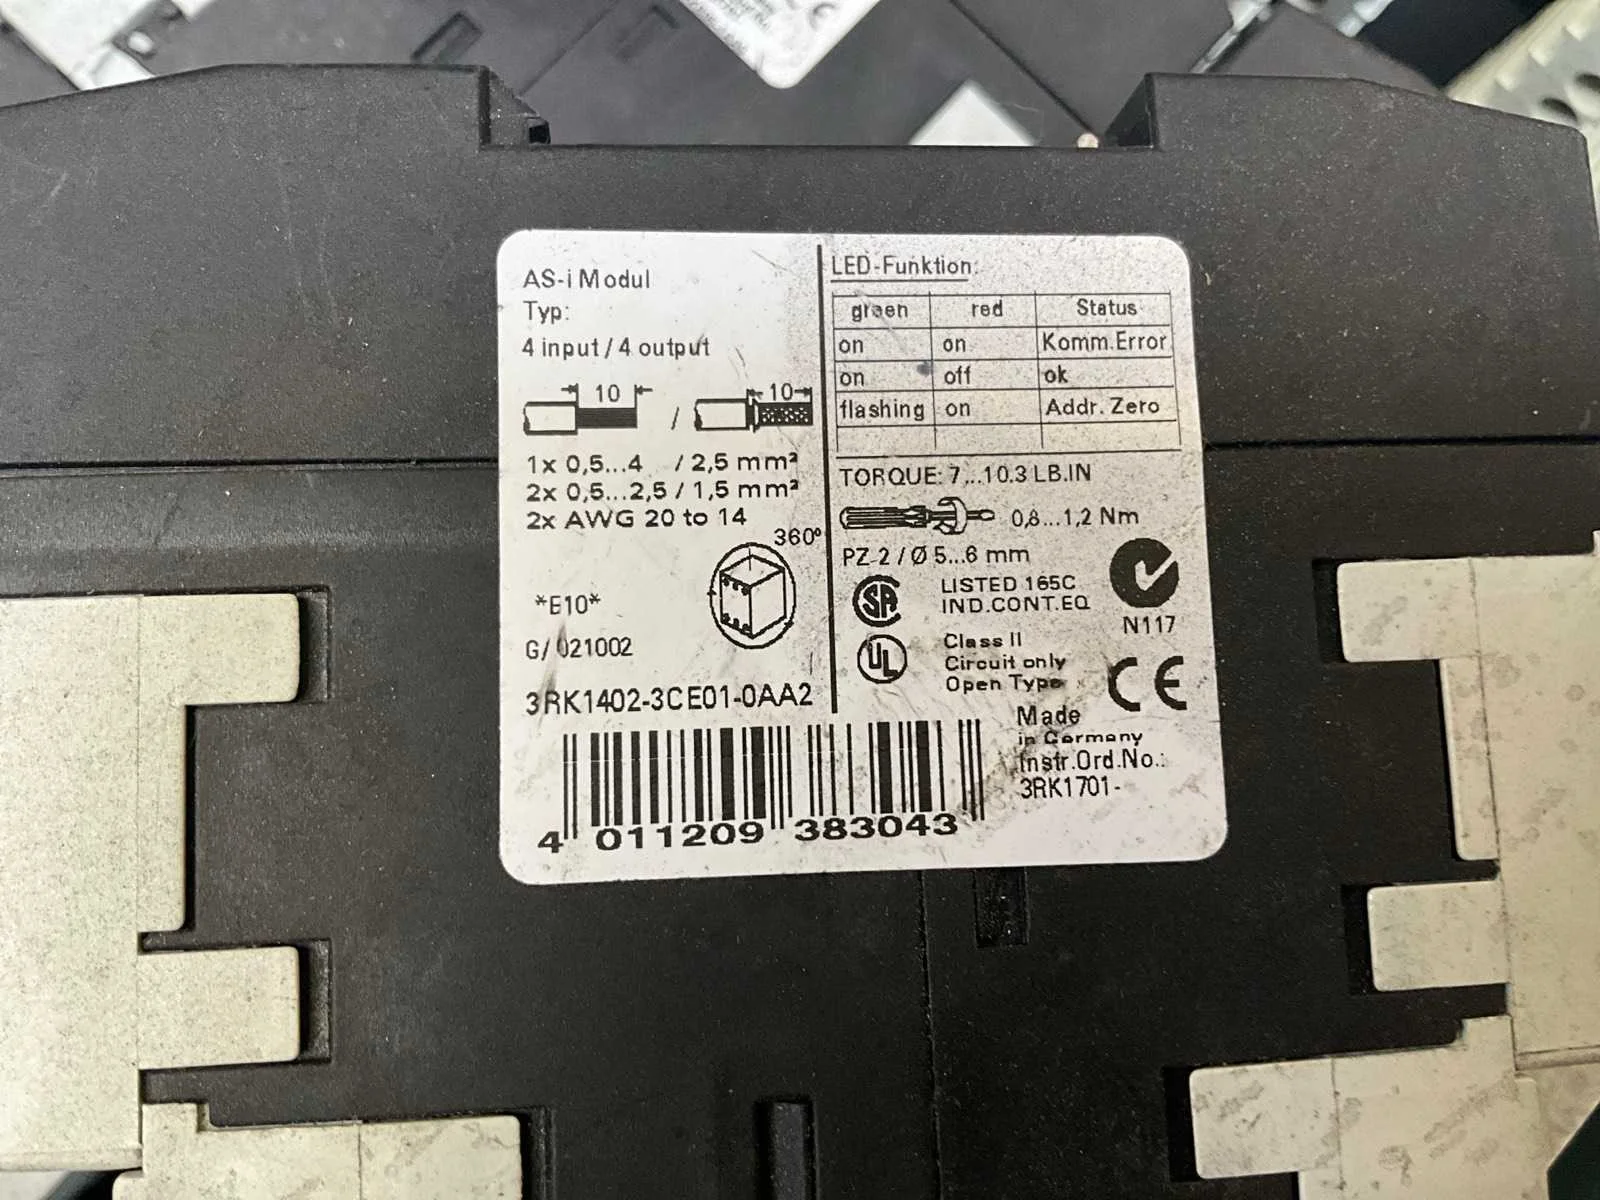 AS-i Modul
Typ:
4 input / 4 output
10 / 10
1x 0,5...4 / 2,5 mm²
2x 0,5...2,5 / 1,5 mm²
2x AWG 20 to 14
360°
*E10*
G/ 021002
3RK1402-3CE01-0AA2
4 011209 383043
LED-Funktion:
green red Status
on on Komm.Error
on off ok
flashing on Addr. Zero
TORQUE: 7...10.3 LB.IN
0,8...1,2 Nm
PZ 2 / Ø 5...6 mm
SA
LISTED 165C
IND.CONT.EQ
N117
UL
Class II
Circuit only
Open Type
CE
Made
in Germany
Instr.Ord.No.:
3RK1701-